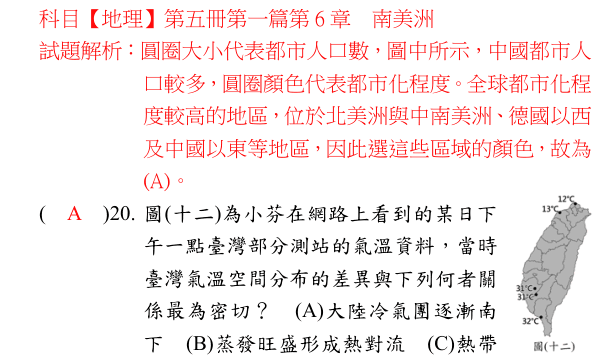 科目【地理】第五冊第一篇第６章　南美洲
試題解析：圓圈大小代表都市人口數，圖中所示，中國都市人
口較多，圓圈顏色代表都市化程度。全球都市化程
度較高的地區，位於北美洲與中南美洲、德國以西
及中國以東等地區，因此選這些區域的顏色，故為
(A)。
(　A　)20. 圖(十二)為小芬在網路上看到的某日下
午一點臺灣部分測站的氣溫資料，當時
臺灣氣溫空間分布的差異與下列何者關
係最為密切？　(A)大陸冷氣團逐漸南
下　(B)蒸發旺盛形成熱對流　(C)熱帶
12℃
13℃
31℃
31℃
32℃
圖(十二)